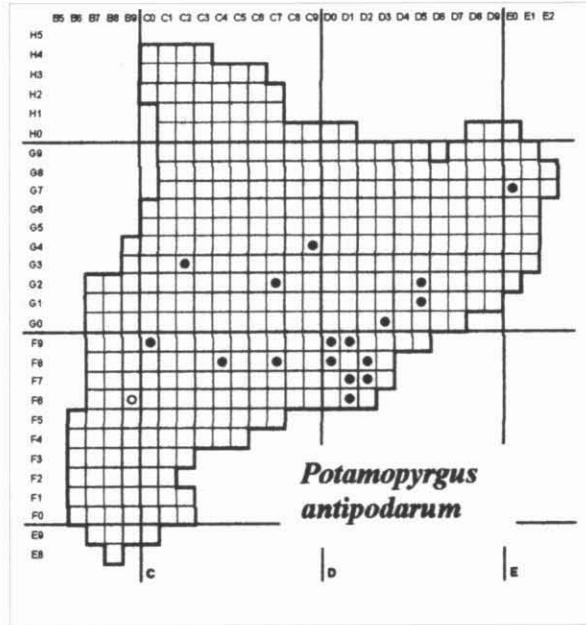 B5 B6 B7 B8 B9 C0 C1 C2 C3 C4 C5 C6 C7 C8 C9 D0 D1 D2 D3 D4 D5 D6 D7 D8 D9 E0 E1 E2
H5
H4
H3
H2
H1
H0
G9
G8
G7
G6
G5
G4
G3
G2
G1
G0
F9
F8
F7
F6
F5
F4
F3
F2
F1
F0
E9
E8
Potamopyrgus
antipodarum
C D E